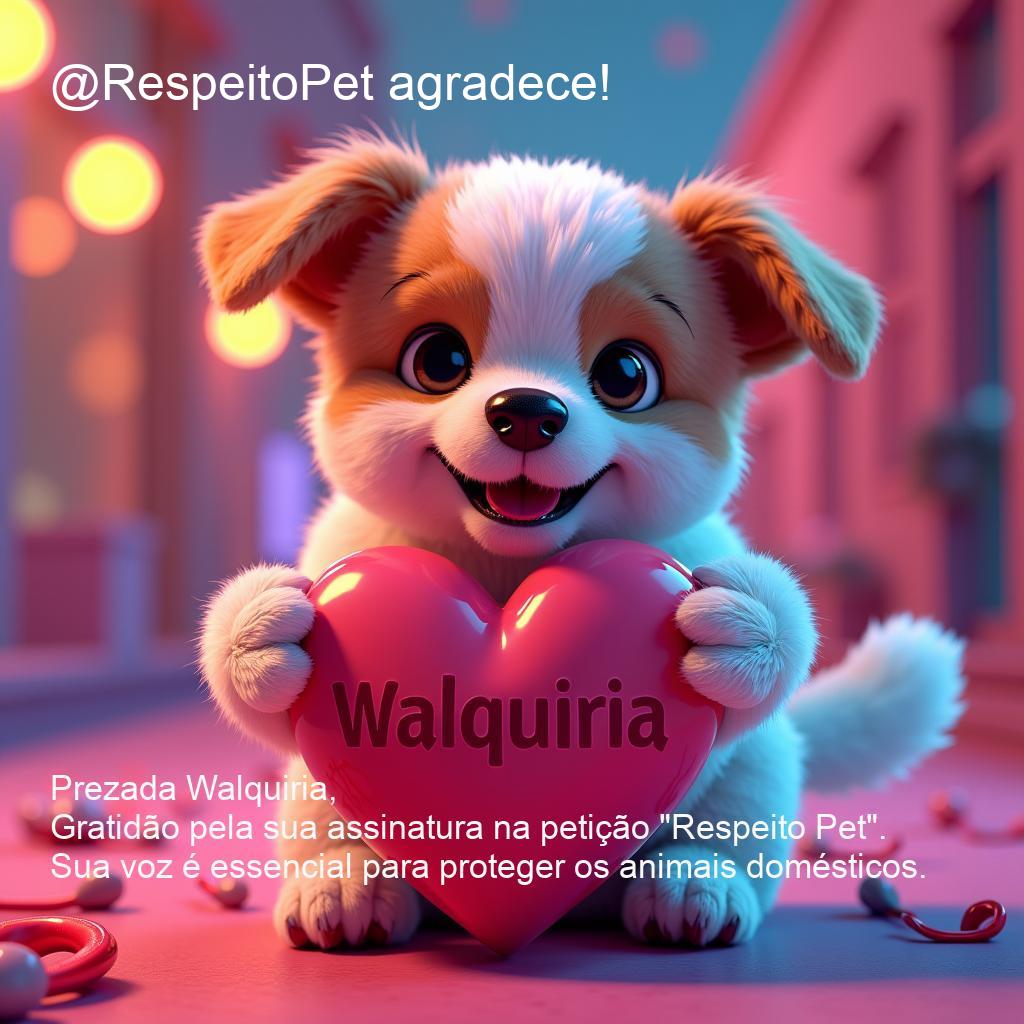 @RespeitoPet agradece!
Walquiria
Prezada Walquiria,
Gratidão pela sua assinatura na petição "Respeito Pet".
Sua voz é essencial para proteger os animais domésticos.